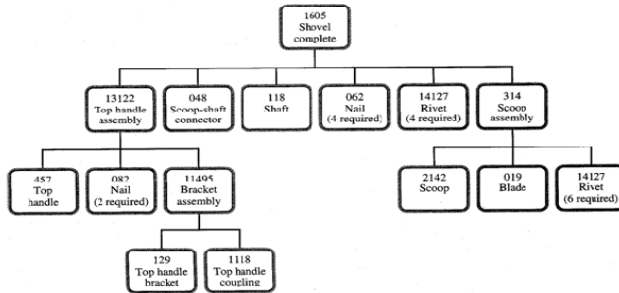 1605
Shovel
complete
13122
Top handle
assembly
048
Scoop-shaft
connector
118
Shaft
062
Nail
(4 required)
14127
Rivet
(4 required)
314
Scoop
assembly
457
Top
handle
082
Nail
(2 required)
11495
Bracket
assembly
2142
Scoop
019
Blade
14127
Rivet
(6 required)
129
Top handle
bracket
1118
Top handle
coupling